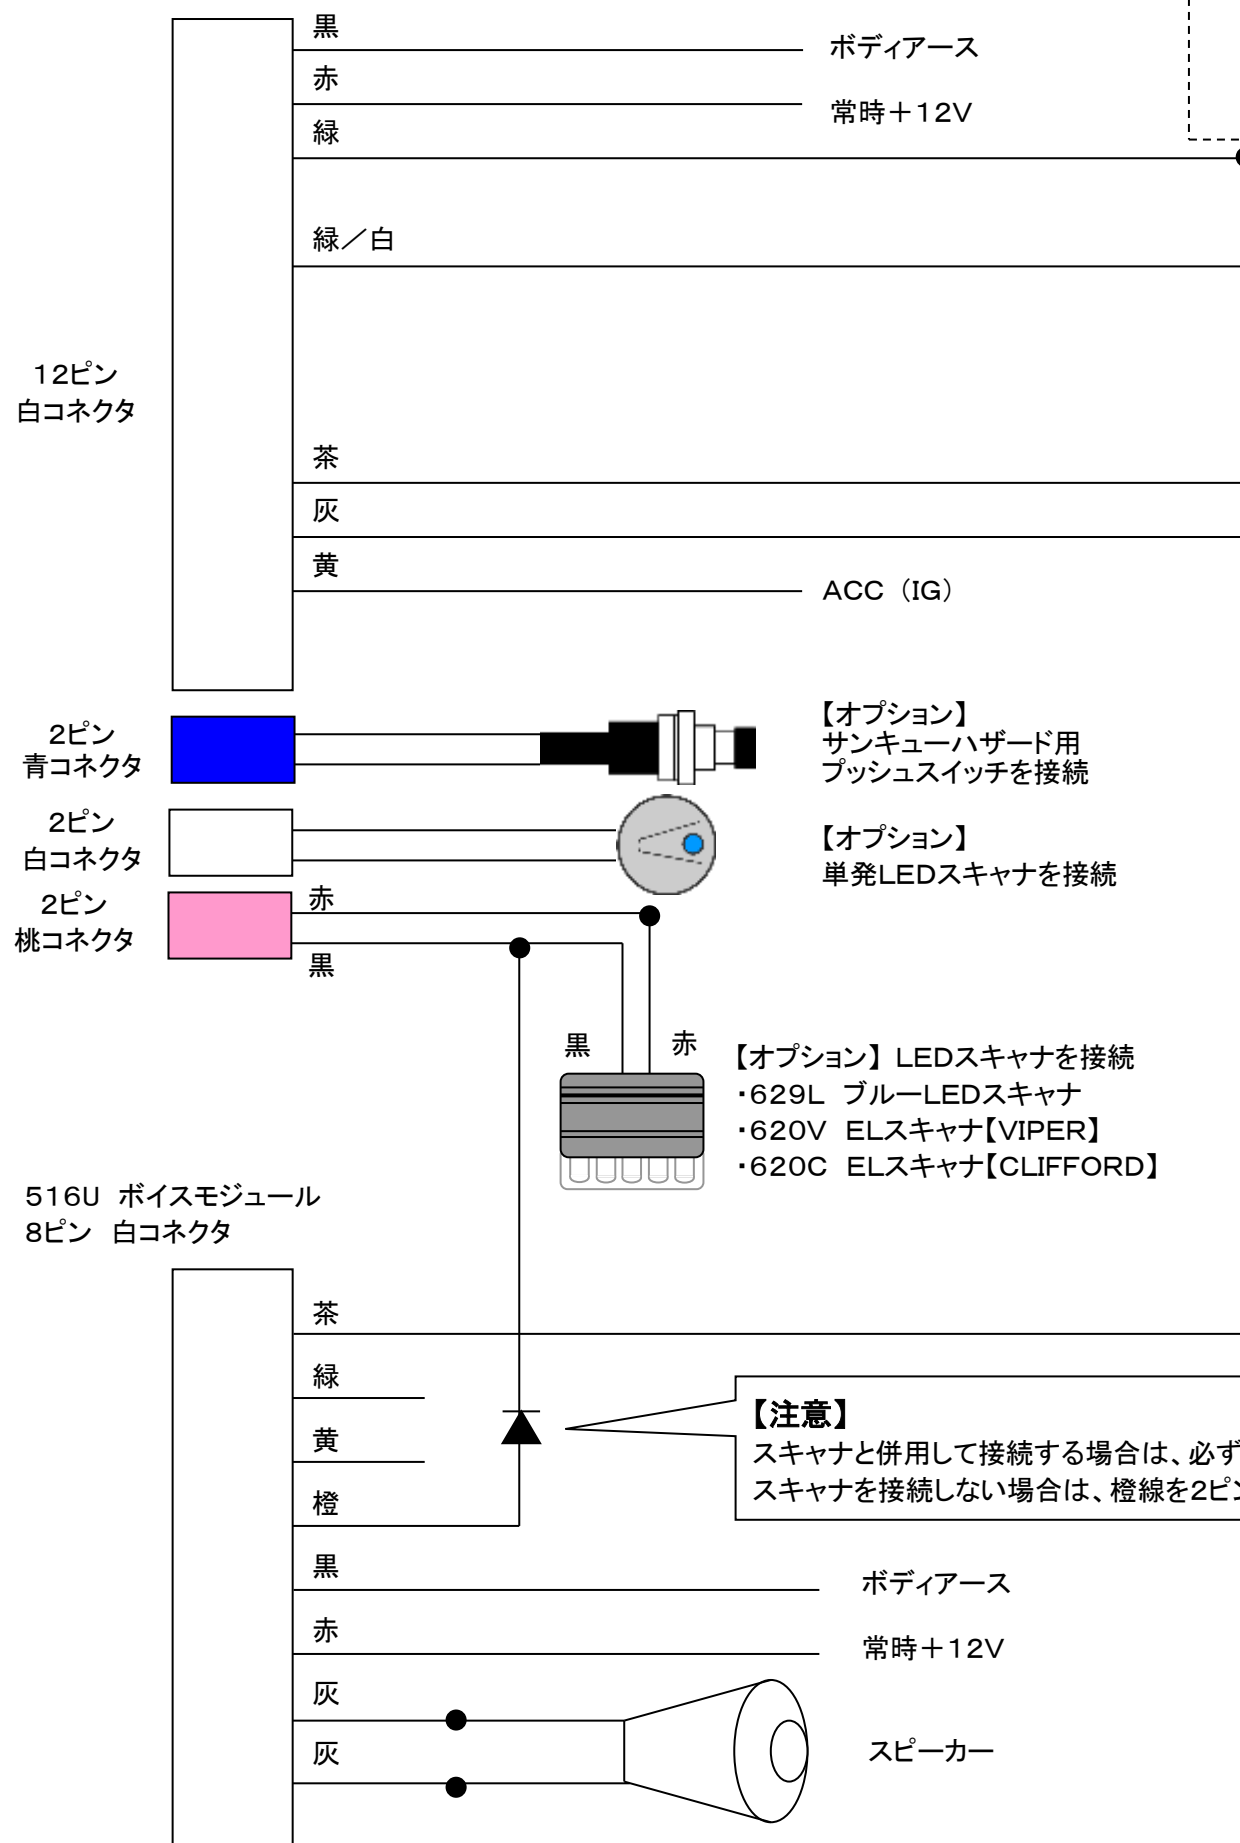 黒
ボディアース
赤
常時＋12V
緑
緑／白
12ピン
白コネクタ
茶
灰
黄
ACC（IG）
2ピン
青コネクタ
【オプション】
サンキューハザード用
プッシュスイッチを接続
2ピン
白コネクタ
【オプション】
単発LEDスキャナを接続
2ピン
桃コネクタ
赤
黒
黒
赤
【オプション】LEDスキャナを接続
・629L　ブルーLEDスキャナ
・620V　ELスキャナ【VIPER】
・620C　ELスキャナ【CLIFFORD】
516U　ボイスモジュール
8ピン　白コネクタ
茶
緑
黄
橙
【注意】
スキャナと併用して接続する場合は、必ず
スキャナを接続しない場合は、橙線を2ピン
黒
ボディアース
赤
常時＋12V
灰
灰
スピーカー